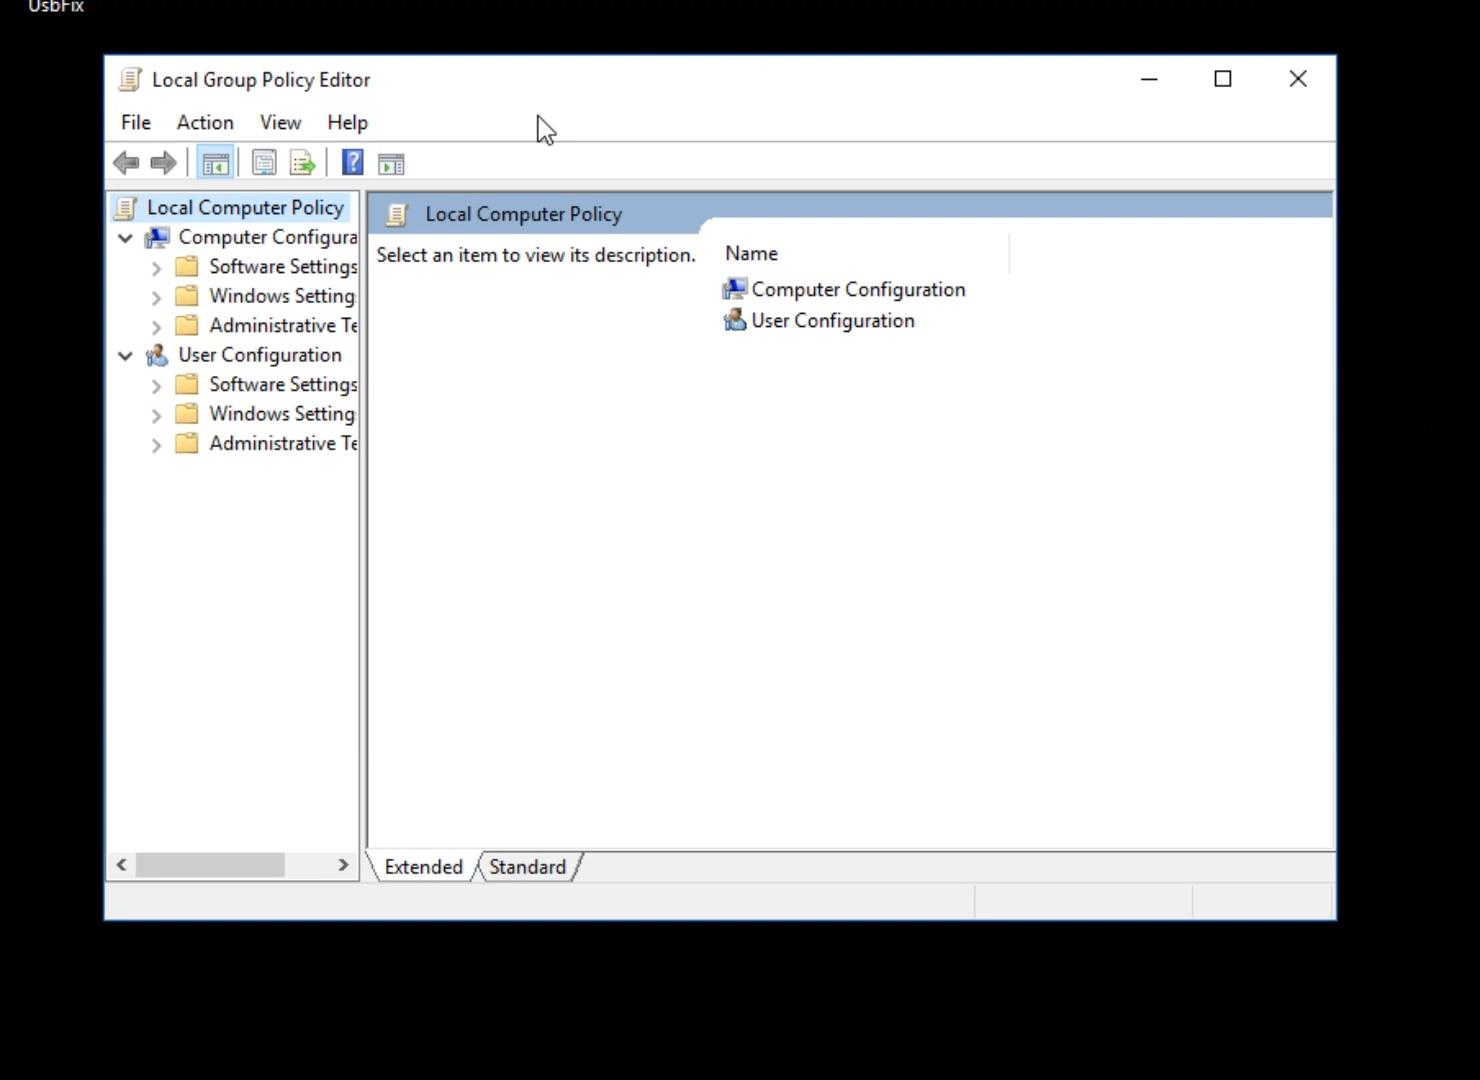 UsbFix
Local Group Policy Editor
File Action View Help
Local Computer Policy
Computer Configura
Software Settings
Windows Setting
Administrative Te
User Configuration
Software Settings
Windows Setting
Administrative Te
Local Computer Policy
Select an item to view its description.
Name
Computer Configuration
User Configuration
Extended Standard